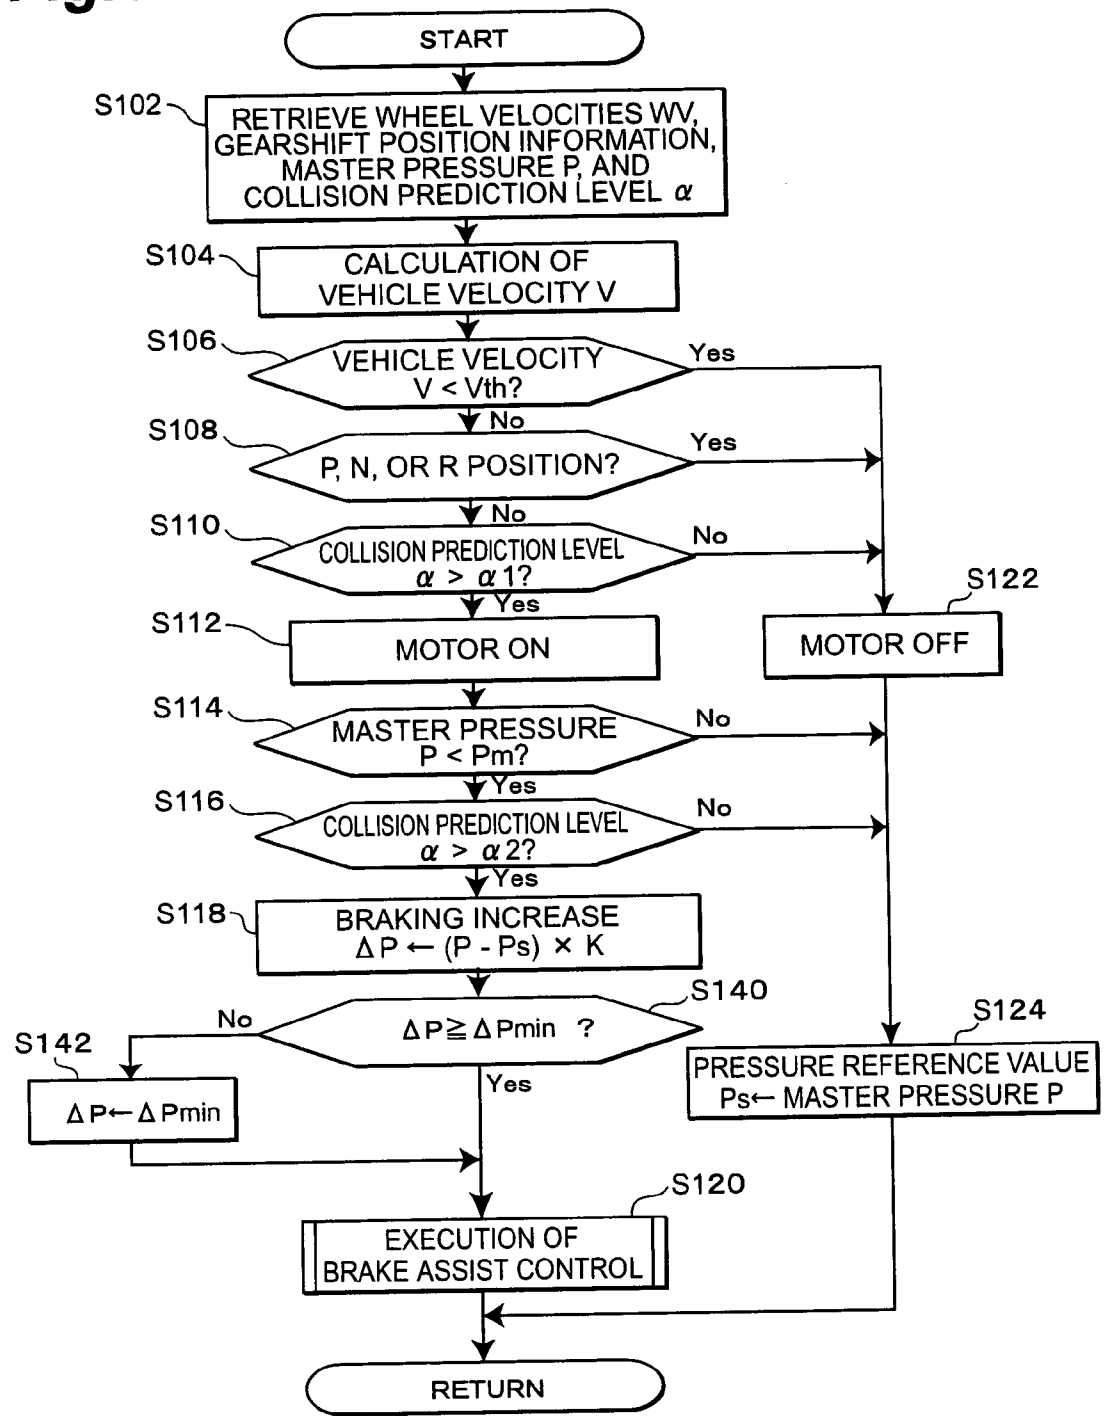 START
S102
RETRIEVE WHEEL VELOCITIES WV,
GEARSHIFT POSITION INFORMATION,
MASTER PRESSURE P, AND
COLLISION PREDICTION LEVEL α
S104
CALCULATION OF
VEHICLE VELOCITY V
S106
VEHICLE VELOCITY
V < Vth?
Yes
No
S108
P, N, OR R POSITION?
Yes
No
S110
COLLISION PREDICTION LEVEL
α > α1?
No
Yes
S112
MOTOR ON
S122
MOTOR OFF
S114
MASTER PRESSURE
P < Pm?
No
Yes
S116
COLLISION PREDICTION LEVEL
α > α2?
No
Yes
S118
BRAKING INCREASE
ΔP ← (P - Ps) × K
S140
ΔP≧ΔPmin ?
No
Yes
S142
ΔP←ΔPmin
S124
PRESSURE REFERENCE VALUE
Ps← MASTER PRESSURE P
S120
EXECUTION OF
BRAKE ASSIST CONTROL
RETURN